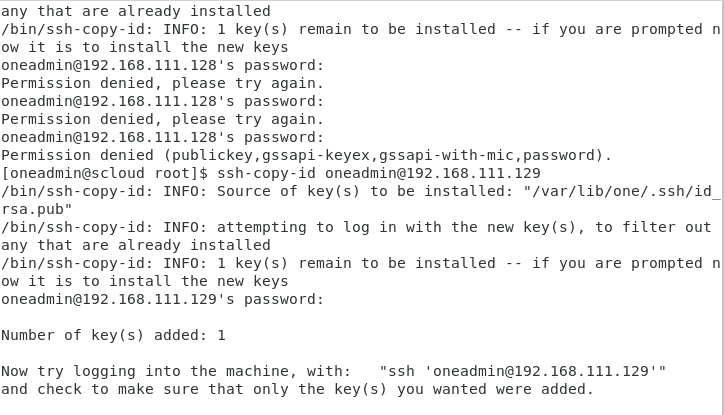 any that are already installed
/bin/ssh-copy-id: INFO: 1 key(s) remain to be installed -- if you are prompted n
ow it is to install the new keys
oneadmin@192.168.111.128's password:
Permission denied, please try again.
oneadmin@192.168.111.128's password:
Permission denied, please try again.
oneadmin@192.168.111.128's password:
Permission denied (publickey,gssapi-keyex,gssapi-with-mic,password).
[oneadmin@scloud root]$ ssh-copy-id oneadmin@192.168.111.129
/bin/ssh-copy-id: INFO: Source of key(s) to be installed: "/var/lib/one/.ssh/id_
rsa.pub"
/bin/ssh-copy-id: INFO: attempting to log in with the new key(s), to filter out
any that are already installed
/bin/ssh-copy-id: INFO: 1 key(s) remain to be installed -- if you are prompted n
ow it is to install the new keys
oneadmin@192.168.111.129's password:
Number of key(s) added: 1
Now try logging into the machine, with:   "ssh 'oneadmin@192.168.111.129'"
and check to make sure that only the key(s) you wanted were added.